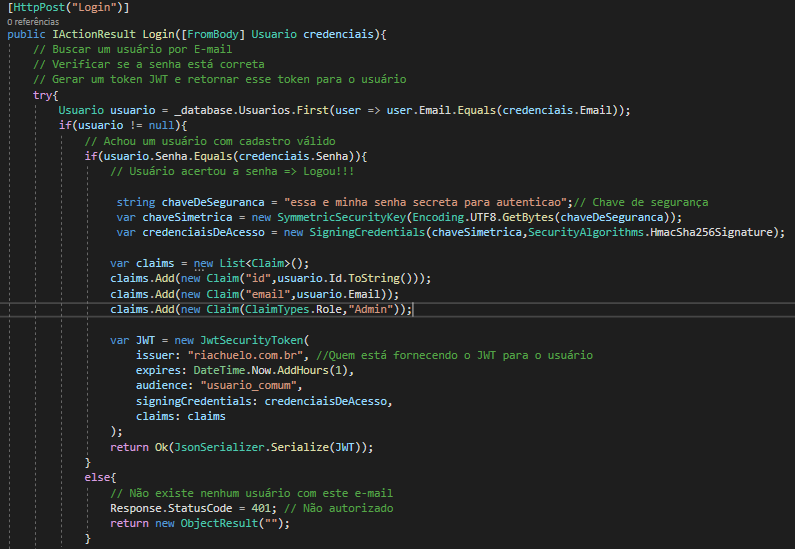 [HttpPost("Login")]
0 referências
public IActionResult Login([FromBody] Usuario credenciais){
// Buscar um usuário por E-mail
// Verificar se a senha está correta
// Gerar um token JWT e retornar esse token para o usuário
try{
Usuario usuario = _database.Usuarios.First(user => user.Email.Equals(credenciais.Email));
if(usuario != null){
// Achou um usuário com cadastro válido
if(usuario.Senha.Equals(credenciais.Senha)){
// Usuário acertou a senha => Logou!!!
string chaveDeSeguranca = "essa e minha senha secreta para autenticao";// Chave de segurança
var chaveSimetrica = new SymmetricSecurityKey(Encoding.UTF8.GetBytes(chaveDeSeguranca));
var credenciaisDeAcesso = new SigningCredentials(chaveSimetrica,SecurityAlgorithms.HmacSha256Signature);
var claims = new List<Claim>();
claims.Add(new Claim("id",usuario.Id.ToString()));
claims.Add(new Claim("email",usuario.Email));
claims.Add(new Claim(ClaimTypes.Role,"Admin"));
var JWT = new JwtSecurityToken(
issuer: "riachuelo.com.br", //Quem está fornecendo o JWT para o usuário
expires: DateTime.Now.AddHours(1),
audience: "usuario_comum",
signingCredentials: credenciaisDeAcesso,
claims: claims
);
return Ok(JsonSerializer.Serialize(JWT));
}
else{
// Não existe nenhum usuário com este e-mail
Response.StatusCode = 401; // Não autorizado
return new ObjectResult("");
}